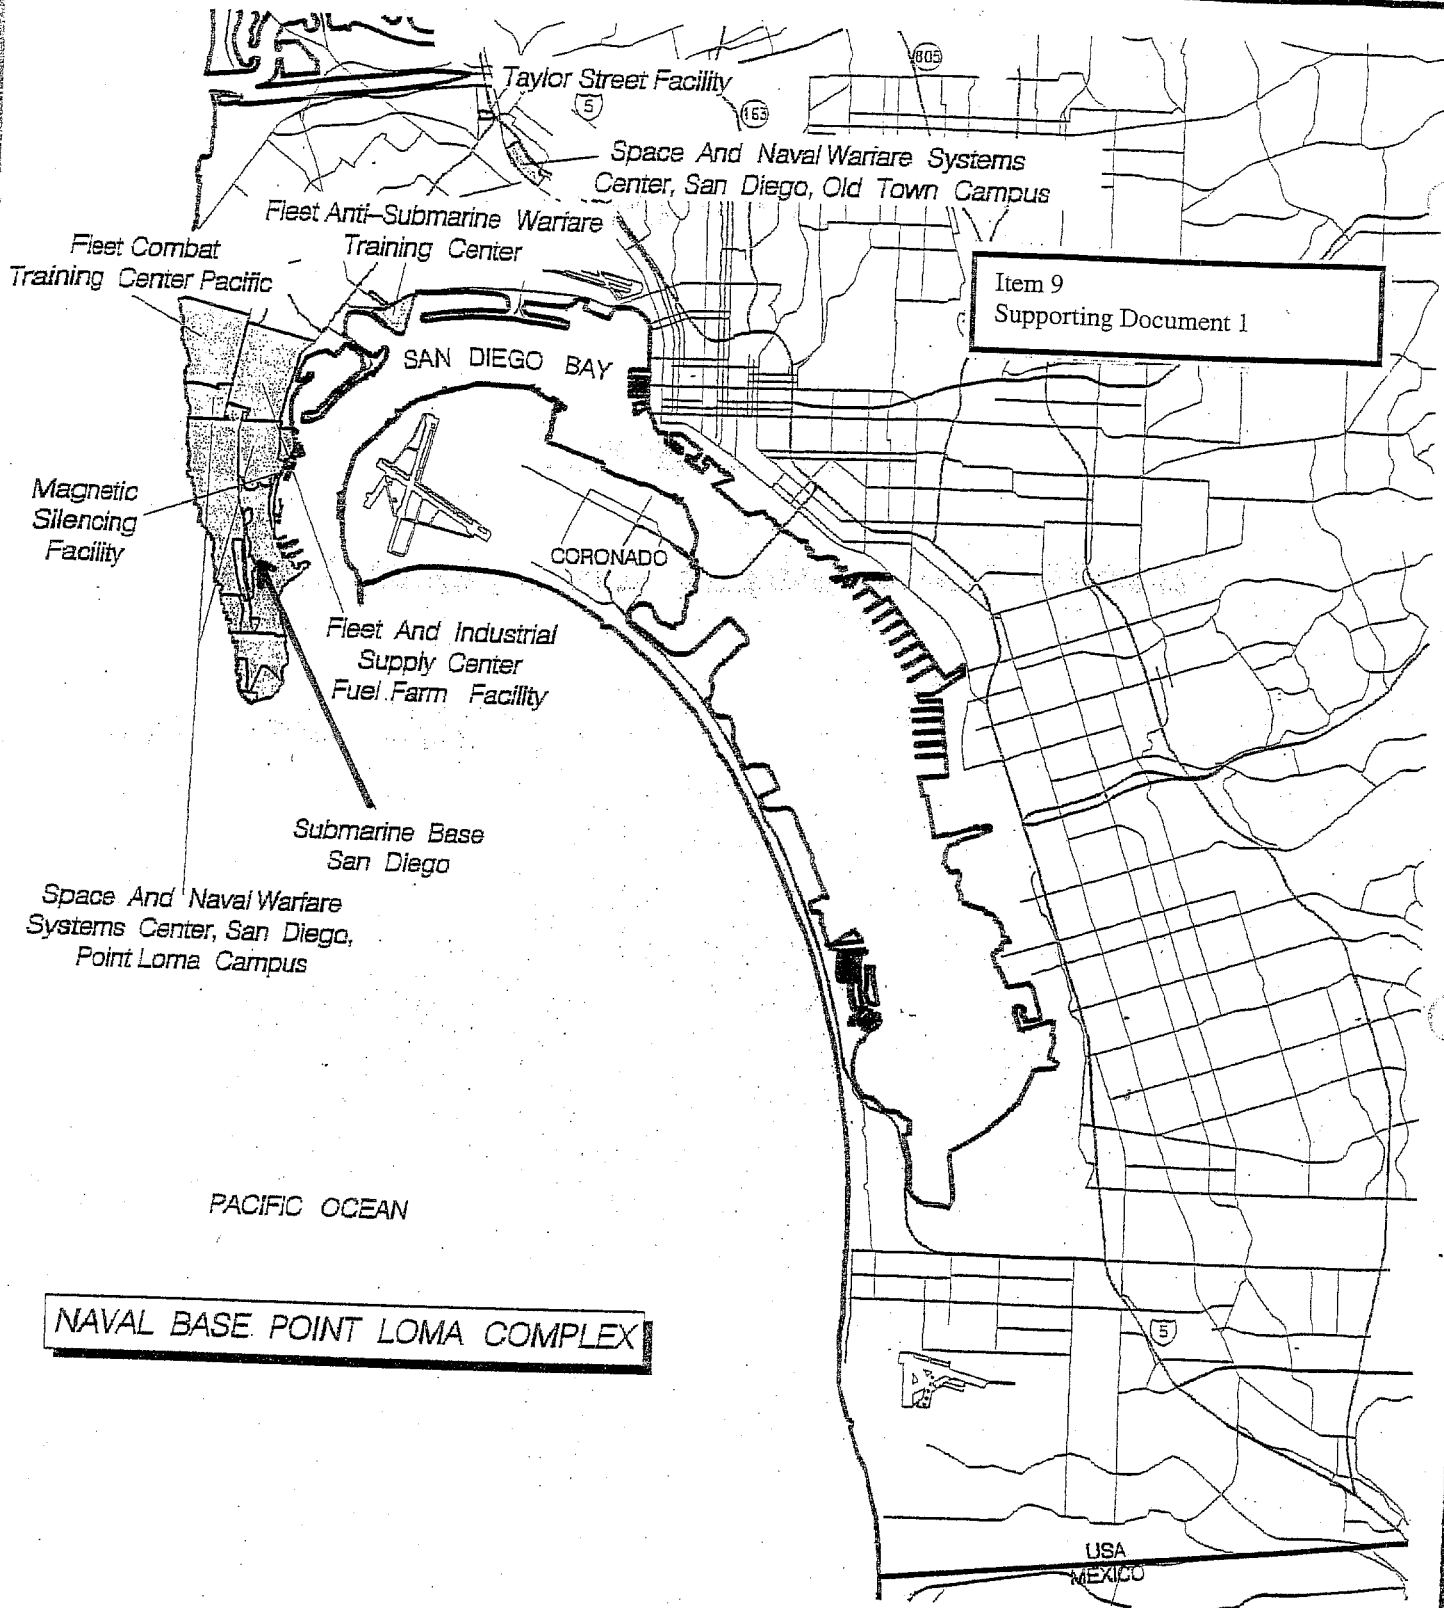 805
Taylor Street Facility
5
163
Space And Naval Warfare Systems
Center, San Diego, Old Town Campus
Fleet Anti-Submarine Warfare
Training Center
Fleet Combat
Training Center Pacific
Item 9
Supporting Document 1
SAN DIEGO BAY
Magnetic
Silencing
Facility
CORONADO
Fleet And Industrial
Supply Center
Fuel Farm Facility
Submarine Base
San Diego
Space And Naval Warfare
Systems Center, San Diego,
Point Loma Campus
PACIFIC OCEAN
NAVAL BASE POINT LOMA COMPLEX
5
USA
MEXICO